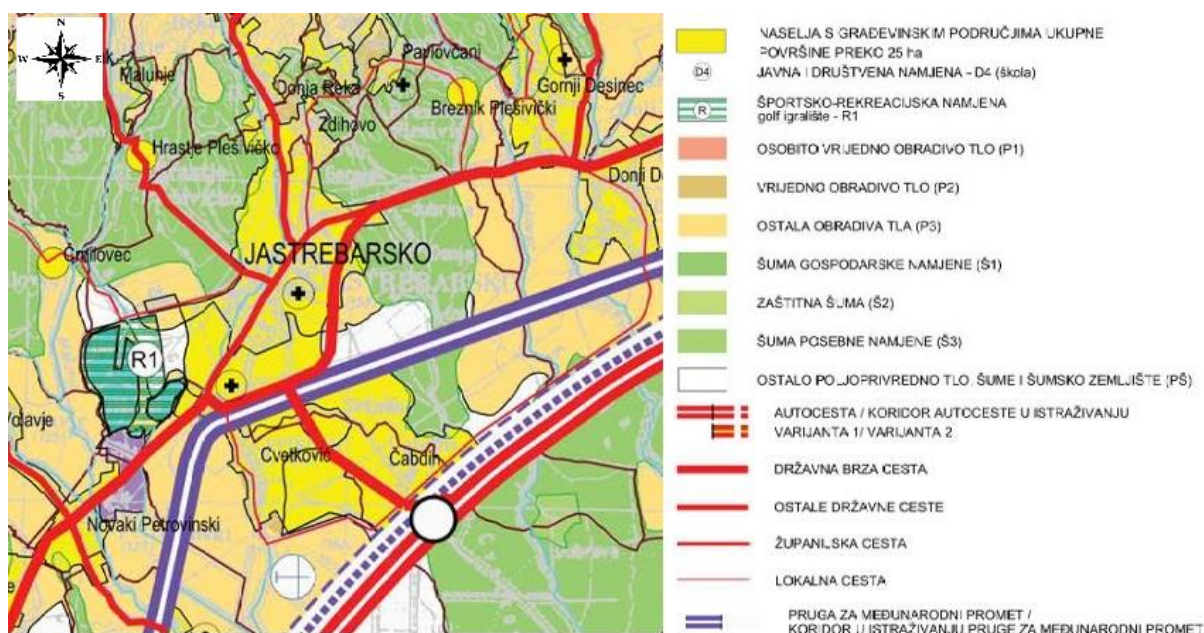 N
W
E
S
Malunje
Pavlovčani
Donja Reka
Gornji Desinec
Breznik Plešivički
Ždihovo
Hrastje Plešivičko
Donji D
JASTREBARSKO
Črnilovec
R1
Volavje
Cvetković
Čabdin
Novaki Petrovinski
NASELJA S GRAĐEVINSKIM PODRUČJIMA UKUPNE
POVRŠINE PREKO 25 ha
D4
JAVNA I DRUŠTVENA NAMJENA - D4 (škola)
R
ŠPORTSKO-REKREACIJSKA NAMJENA
golf igralište - R1
OSOBITO VRIJEDNO OBRADIVO TLO (P1)
VRIJEDNO OBRADIVO TLO (P2)
OSTALA OBRADIVA TLA (P3)
ŠUMA GOSPODARSKE NAMJENE (Š1)
ZAŠTITNA ŠUMA (Š2)
ŠUMA POSEBNE NAMJENE (Š3)
OSTALO POLJOPRIVREDNO TLO, ŠUME I ŠUMSKO ZEMLJIŠTE (PŠ)
AUTOCESTA / KORIDOR AUTOCESTE U ISTRAŽIVANJU
VARIJANTA 1/ VARIJANTA 2
DRŽAVNA BRZA CESTA
OSTALE DRŽAVNE CESTE
ŽUPANIJSKA CESTA
LOKALNA CESTA
PRUGA ZA MEĐUNARODNI PROMET /
KORIDOR U ISTRAŽIVANJU PRUGE ZA MEĐUNARODNI PROMET